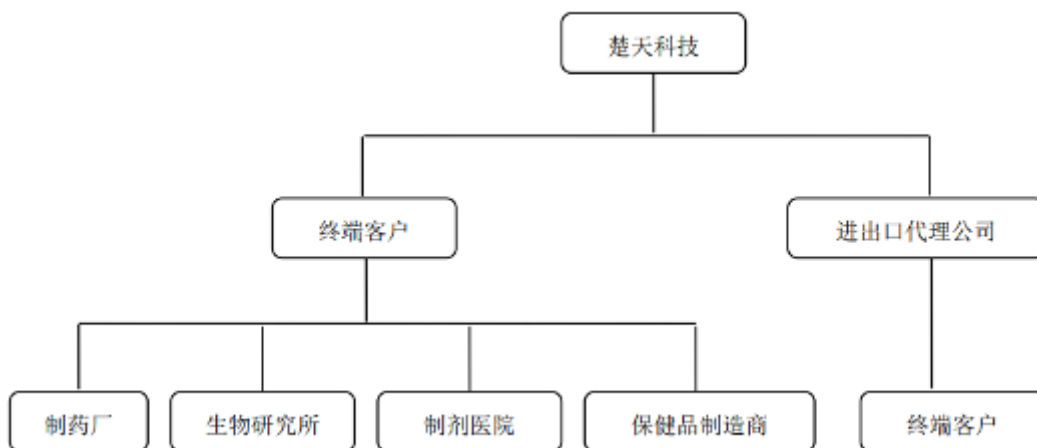 楚天科技
终端客户
进出口代理公司
制药厂
生物研究所
制剂医院
保健品制造商
终端客户